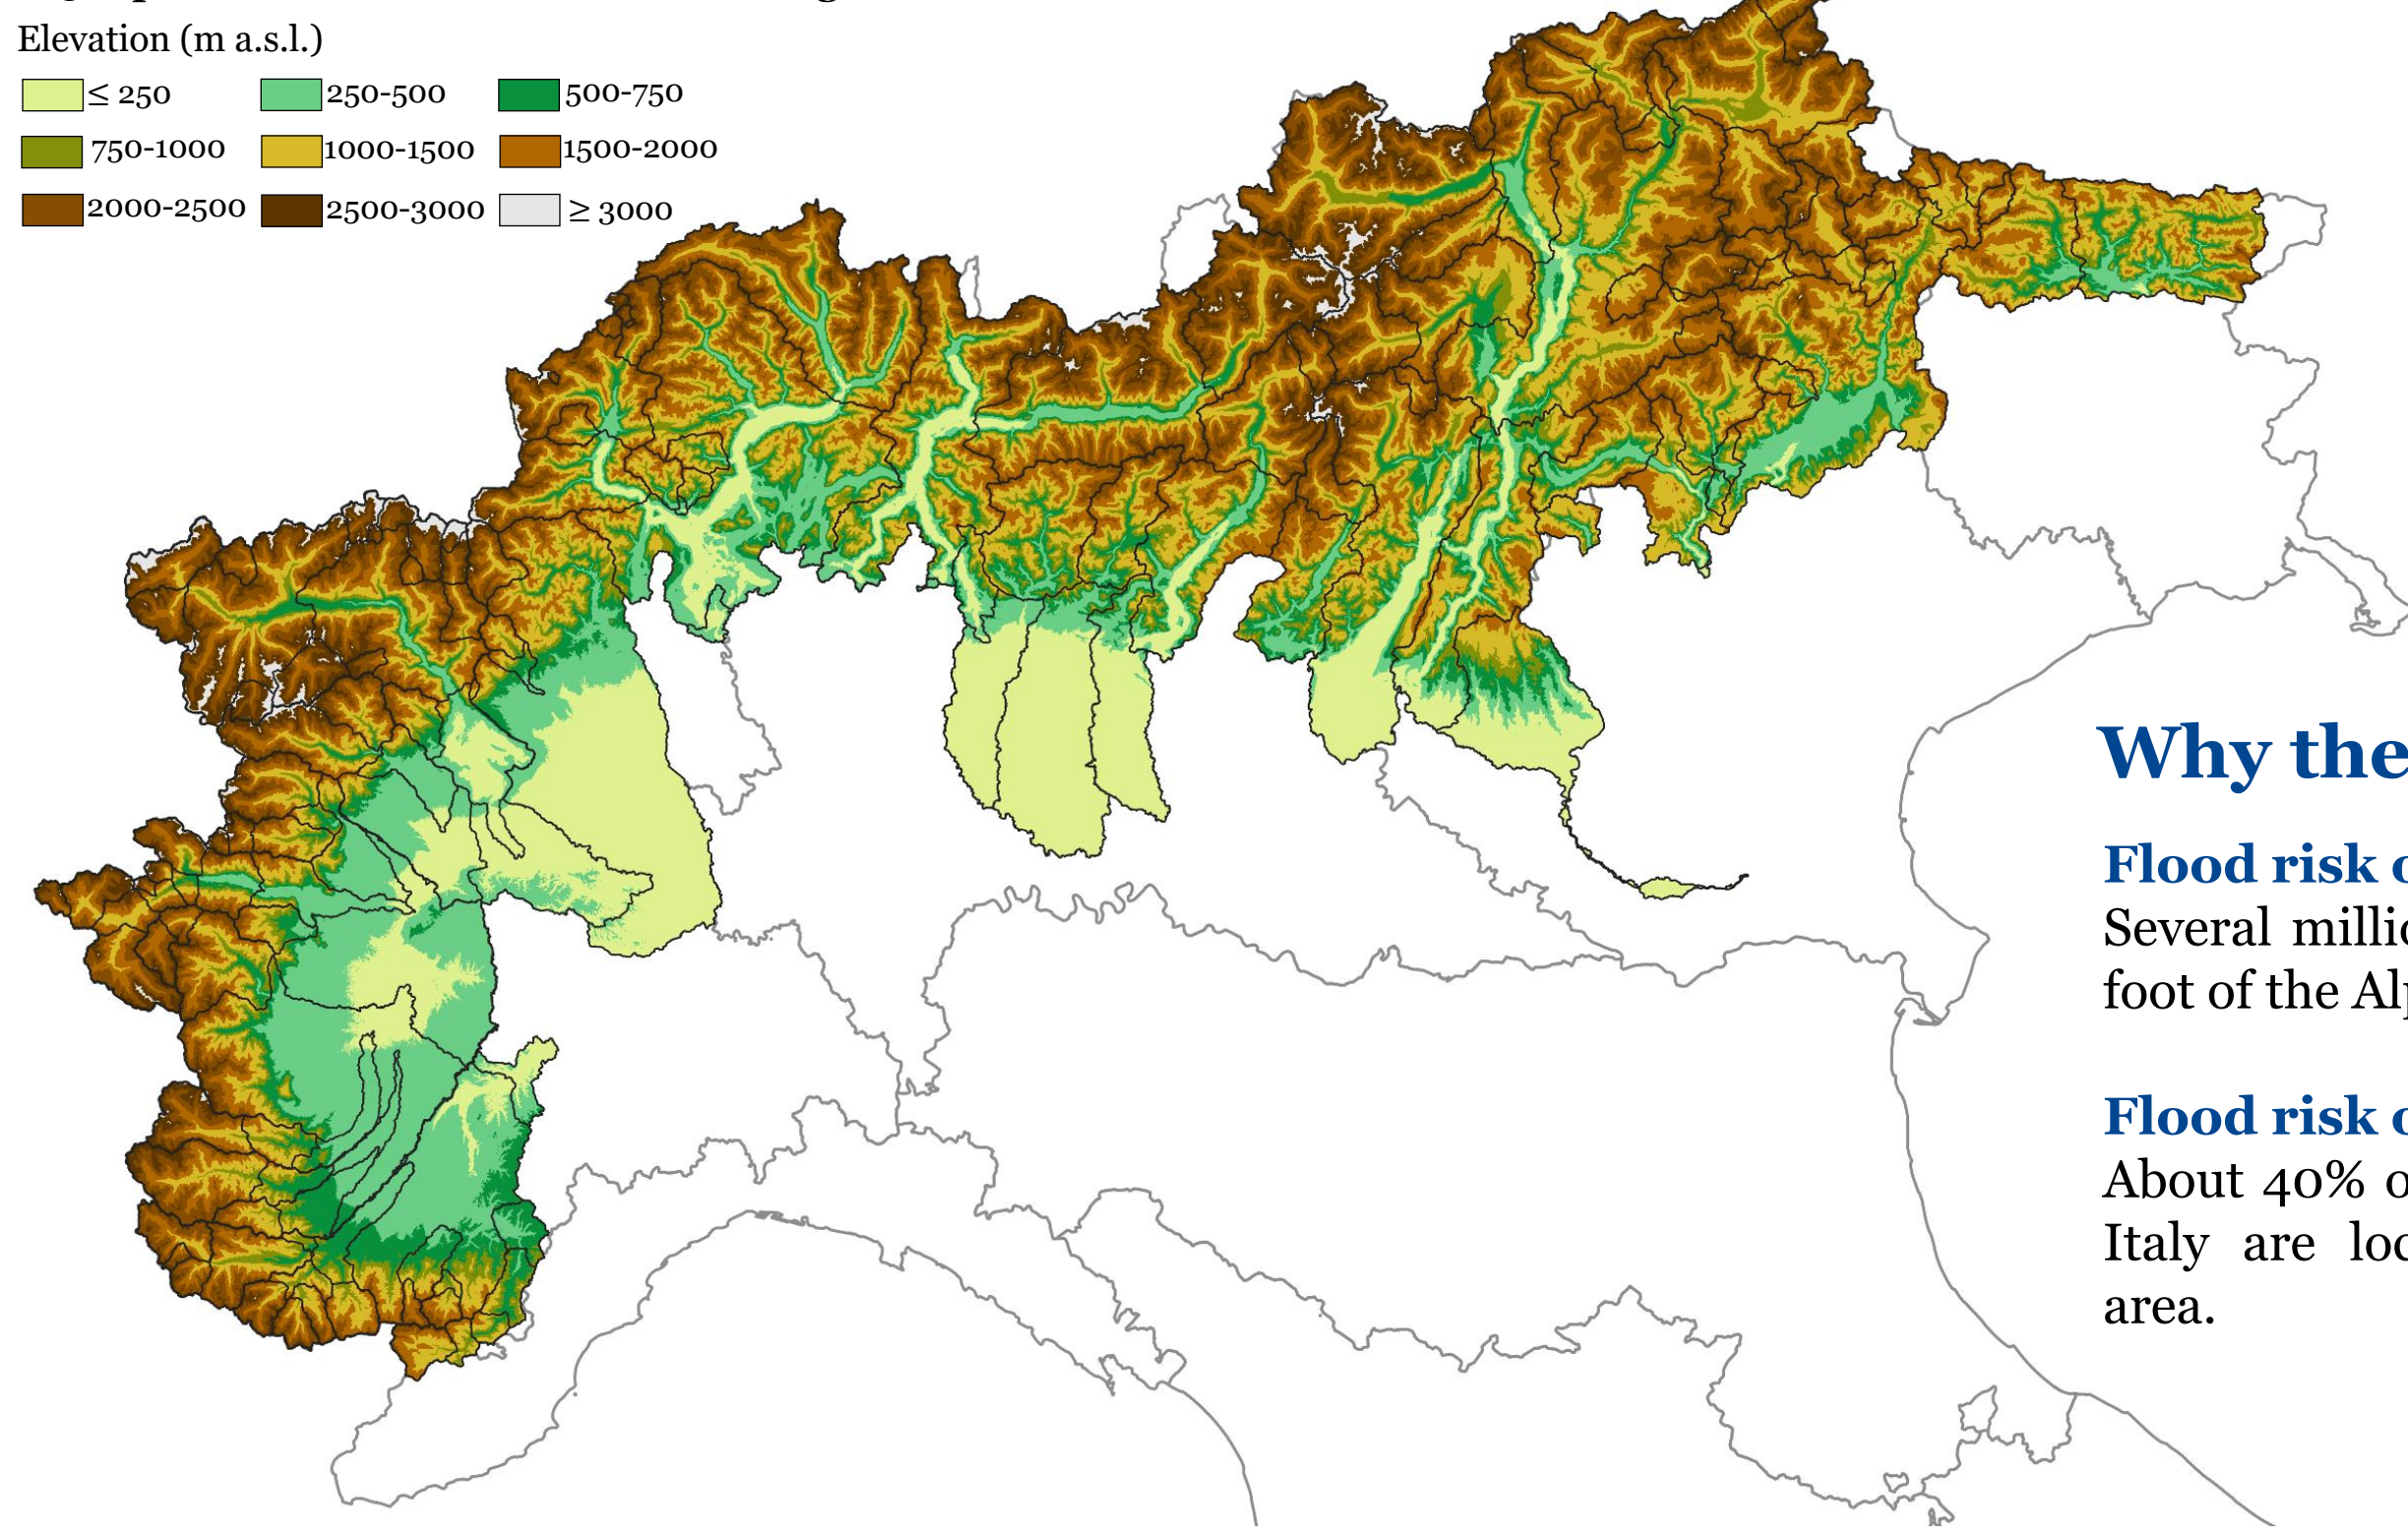 Elevation (m a.s.l.)
≤ 250 250-500 500-750
750-1000 1000-1500 1500-2000
2000-2500 2500-3000 ≥ 3000
Why the
Flood risk
Several
foot of the
Flood risk
About 40%
Italy are
area.